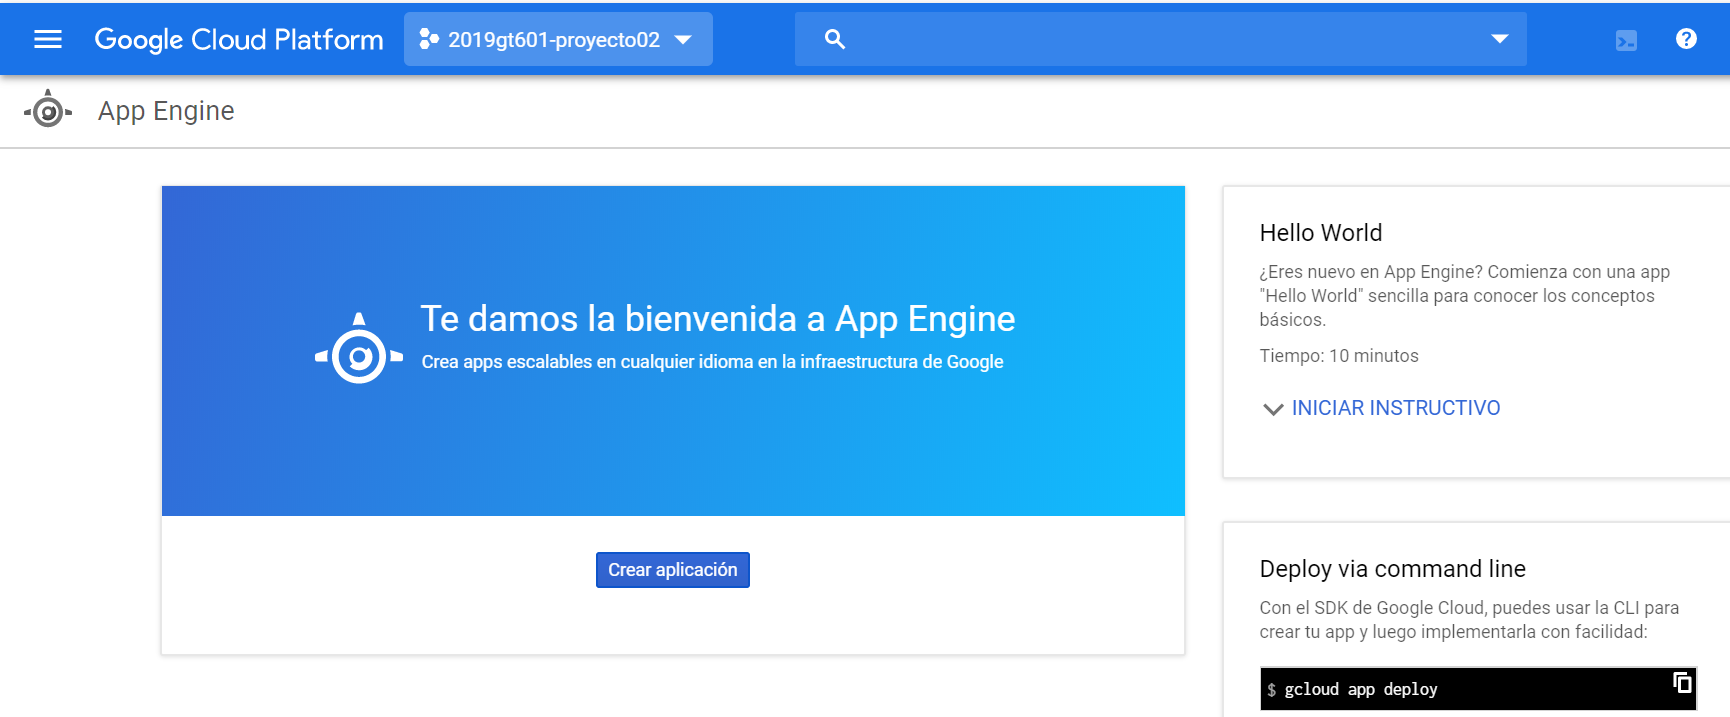 Google Cloud Platform
2019gt601-proyecto02
App Engine
Te damos la bienvenida a App Engine
Crea apps escalables en cualquier idioma en la infraestructura de Google
Crear aplicación
Hello World
¿Eres nuevo en App Engine? Comienza con una app
"Hello World" sencilla para conocer los conceptos
básicos.
Tiempo: 10 minutos
INICIAR INSTRUCTIVO
Deploy via command line
Con el SDK de Google Cloud, puedes usar la CLI para
crear tu app y luego implementarla con facilidad:
$ gcloud app deploy